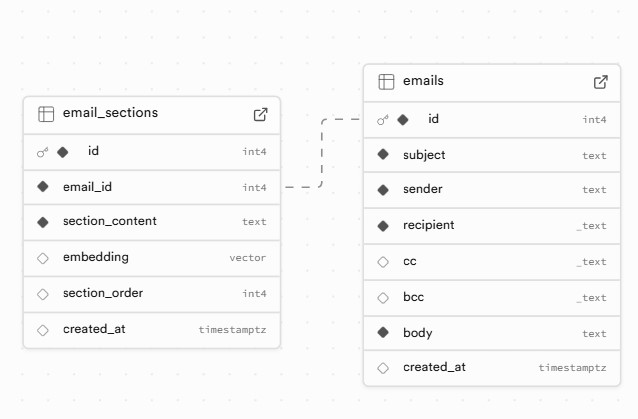 email_sections
id int4
email_id int4
section_content text
embedding vector
section_order int4
created_at timestamptz
emails
id int4
subject text
sender text
recipient _text
cc _text
bcc _text
body text
created_at timestamptz